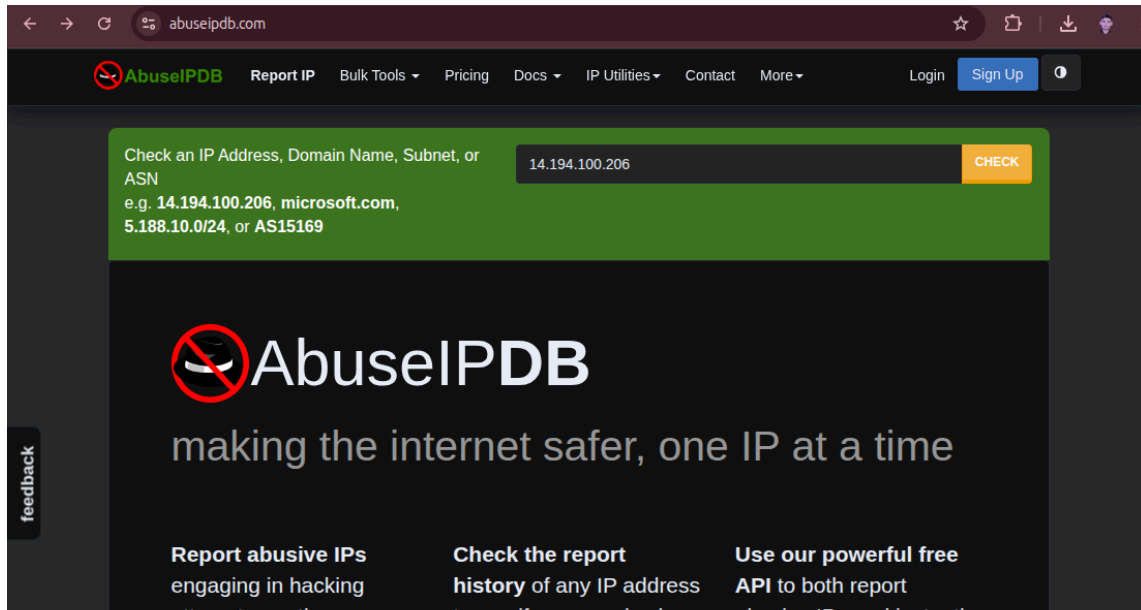 abuseipdb.com
AbuseIPDB Report IP Bulk Tools Pricing Docs IP Utilities Contact More Login Sign Up
Check an IP Address, Domain Name, Subnet, or
ASN
e.g. 14.194.100.206, microsoft.com,
5.188.10.0/24, or AS15169
14.194.100.206 CHECK
AbuseIPDB
making the internet safer, one IP at a time
feedback
Report abusive IPs
engaging in hacking
Check the report
history of any IP address
Use our powerful free
API to both report